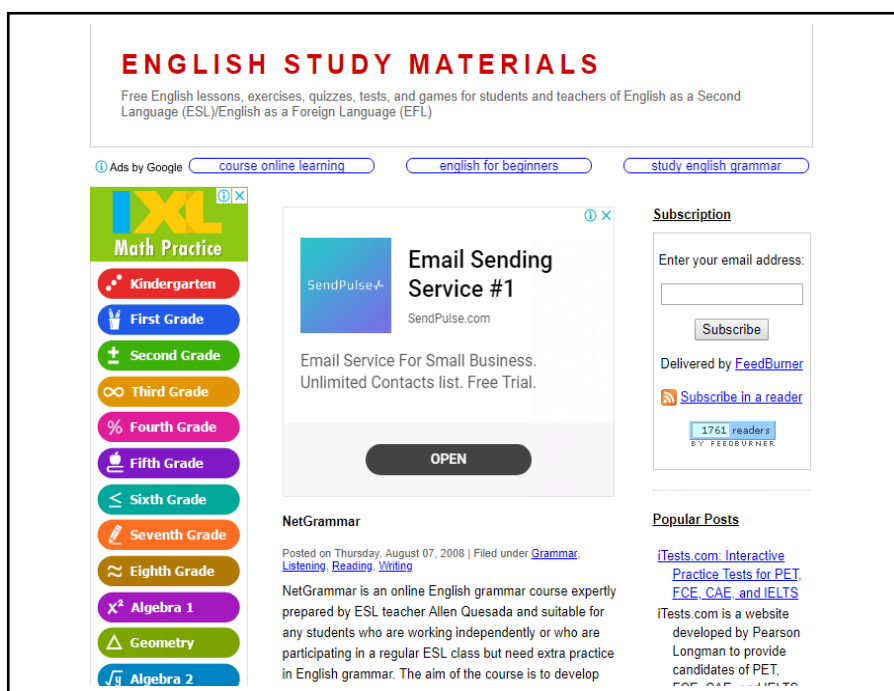 ENGLISH STUDY MATERIALS
Free English lessons, exercises, quizzes, tests, and games for students and teachers of English as a Second
Language (ESL)/English as a Foreign Language (EFL)
Ads by Google
course online learning
english for beginners
study english grammar
IXL
Math Practice
Kindergarten
First Grade
Second Grade
Third Grade
Fourth Grade
Fifth Grade
Sixth Grade
Seventh Grade
Eighth Grade
x² Algebra 1
Geometry
√y Algebra 2
SendPulse
Email Sending
Service #1
SendPulse.com
Email Service For Small Business.
Unlimited Contacts list. Free Trial.
OPEN
NetGrammar
Posted on Thursday, August 07, 2008 | Filed under Grammar,
Listening, Reading, Writing
NetGrammar is an online English grammar course expertly
prepared by ESL teacher Allen Quesada and suitable for
any students who are working independently or who are
participating in a regular ESL class but need extra practice
in English grammar. The aim of the course is to develop
Subscription
Enter your email address:
Subscribe
Delivered by FeedBurner
Subscribe in a reader
1761 readers
BY FEEDBURNER
Popular Posts
iTests.com: Interactive
Practice Tests for PET,
FCE, CAE, and IELTS
iTests.com is a website
developed by Pearson
Longman to provide
candidates of PET,
FCE, CAE, and IELTS